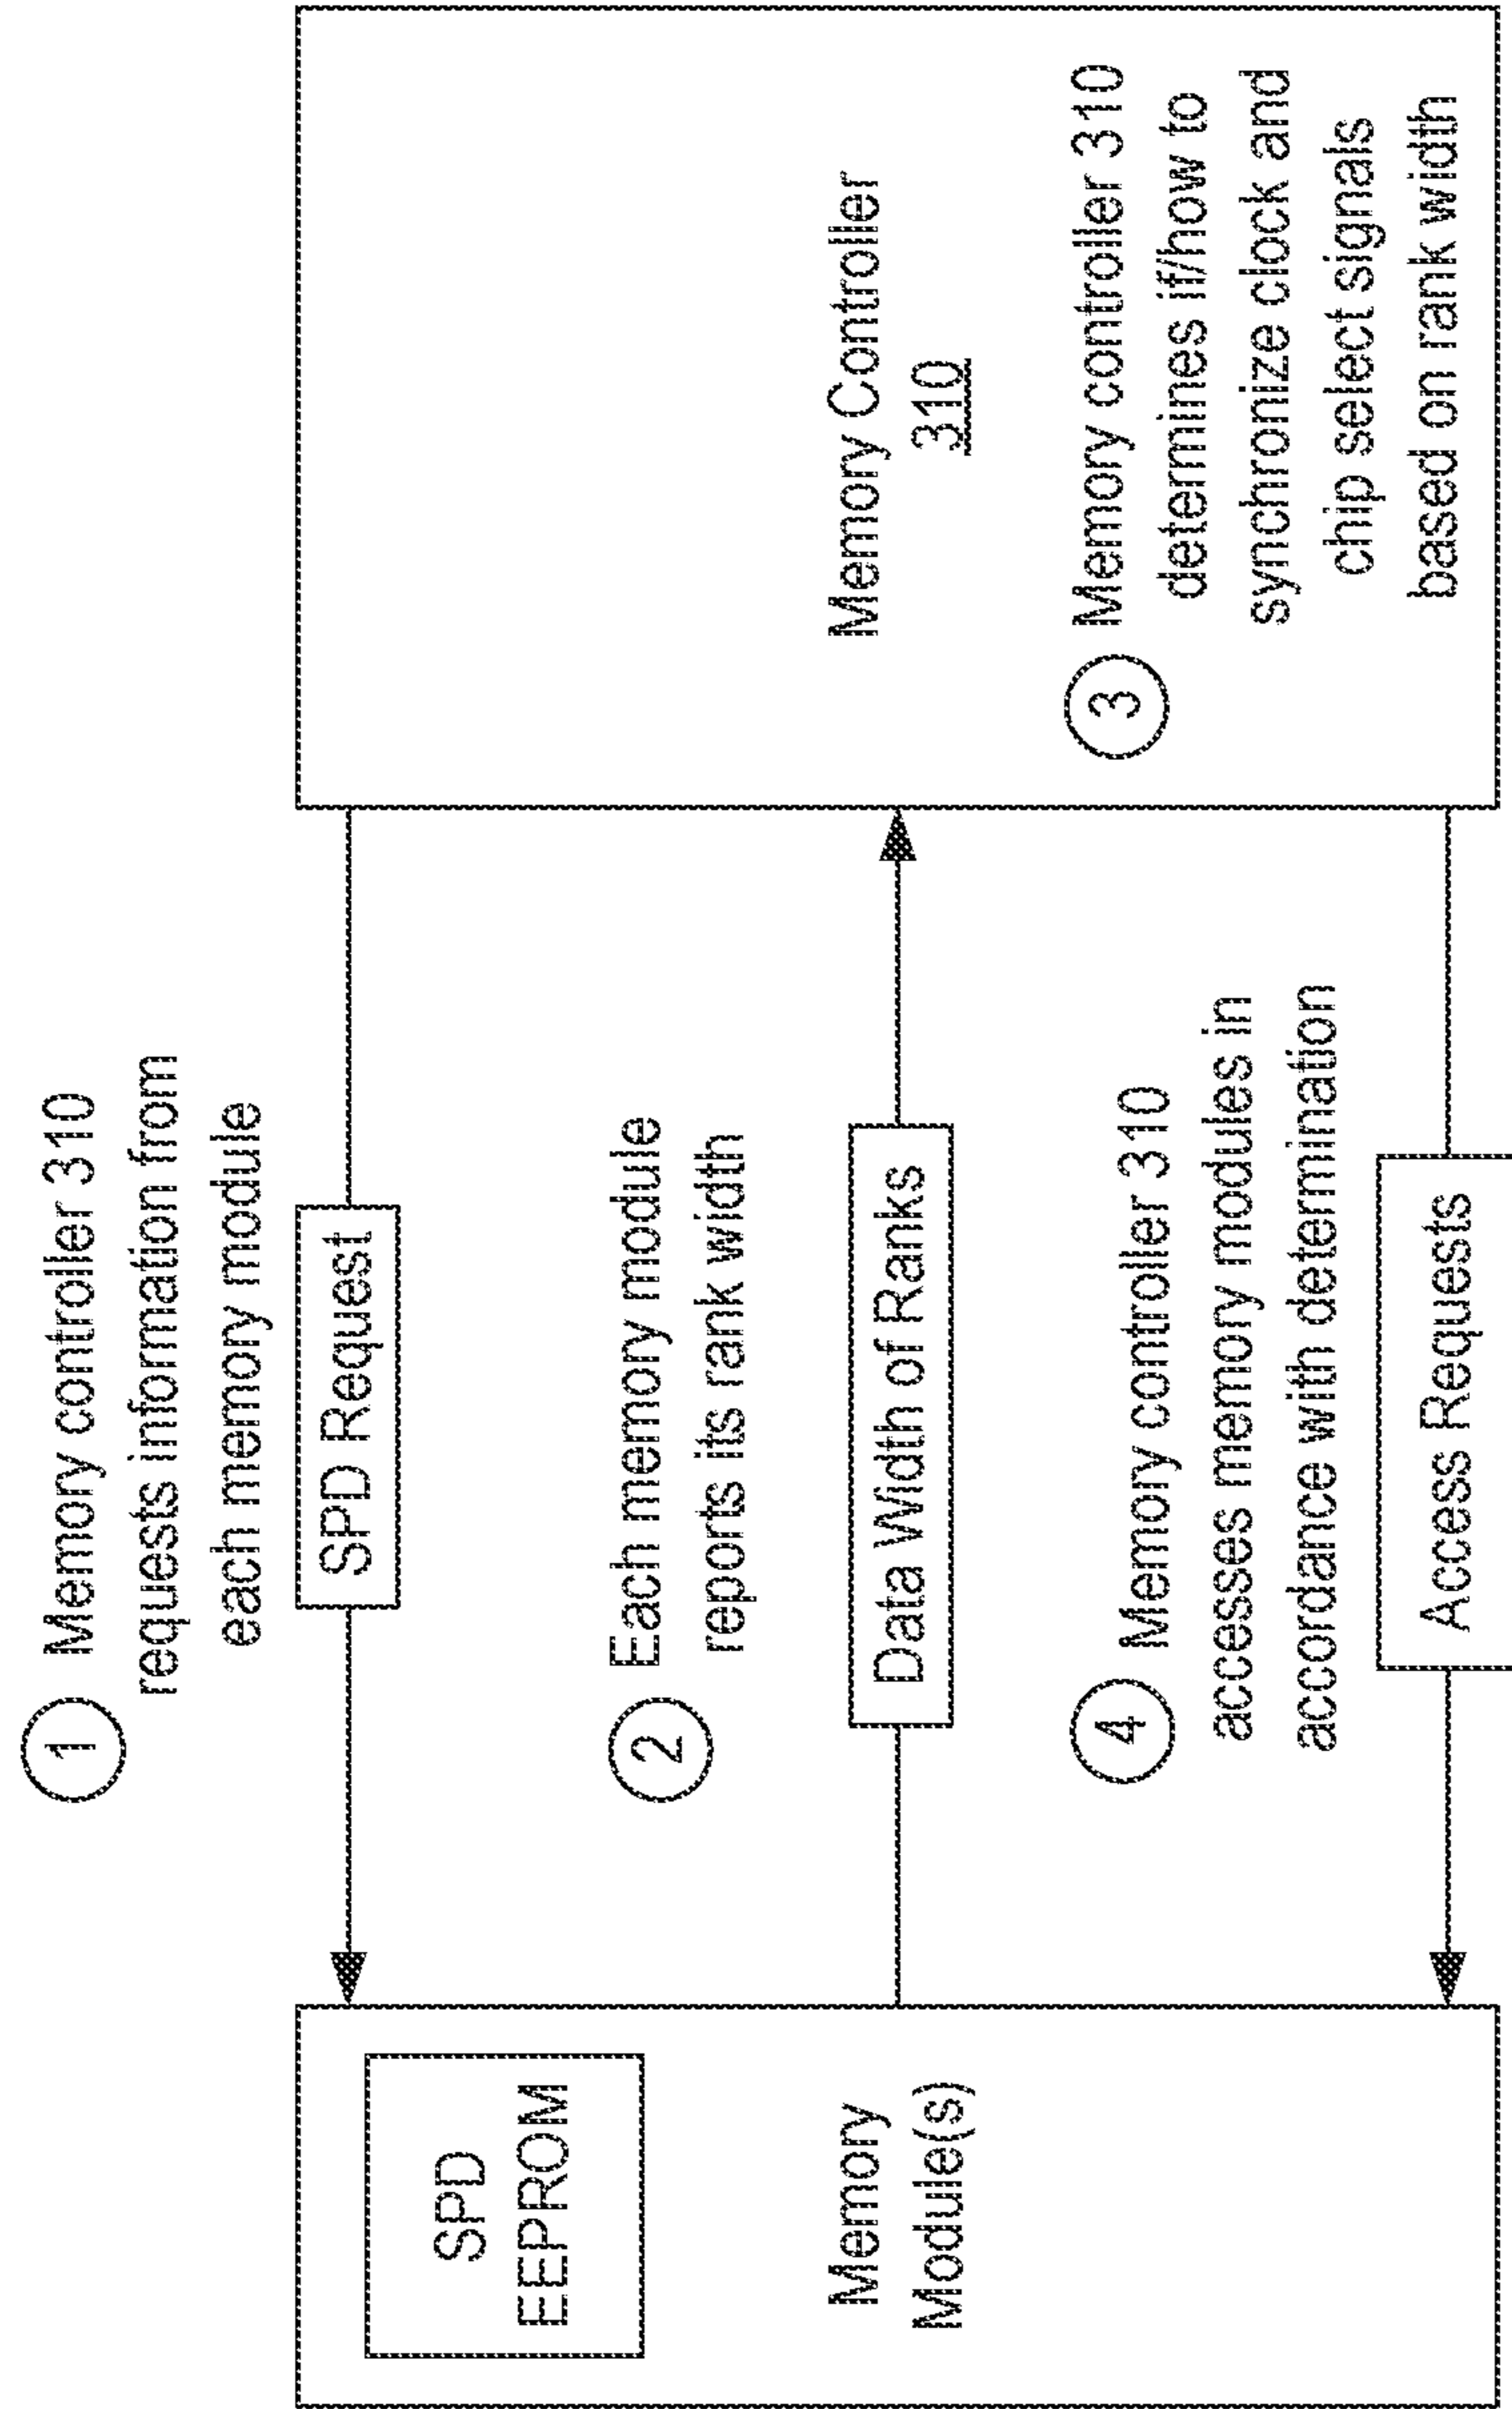 1 Memory controller 310
requests information from
each memory module
SPD Request
SPD
EEPROM
Memory
Module(s)
2 Each memory module
reports its rank width
Data Width of Ranks
Memory Controller
310
3 Memory controller 310
determines if/how to
synchronize clock and
chip select signals
based on rank width
4 Memory controller 310
accesses memory modules in
accordance with determination
Access Requests